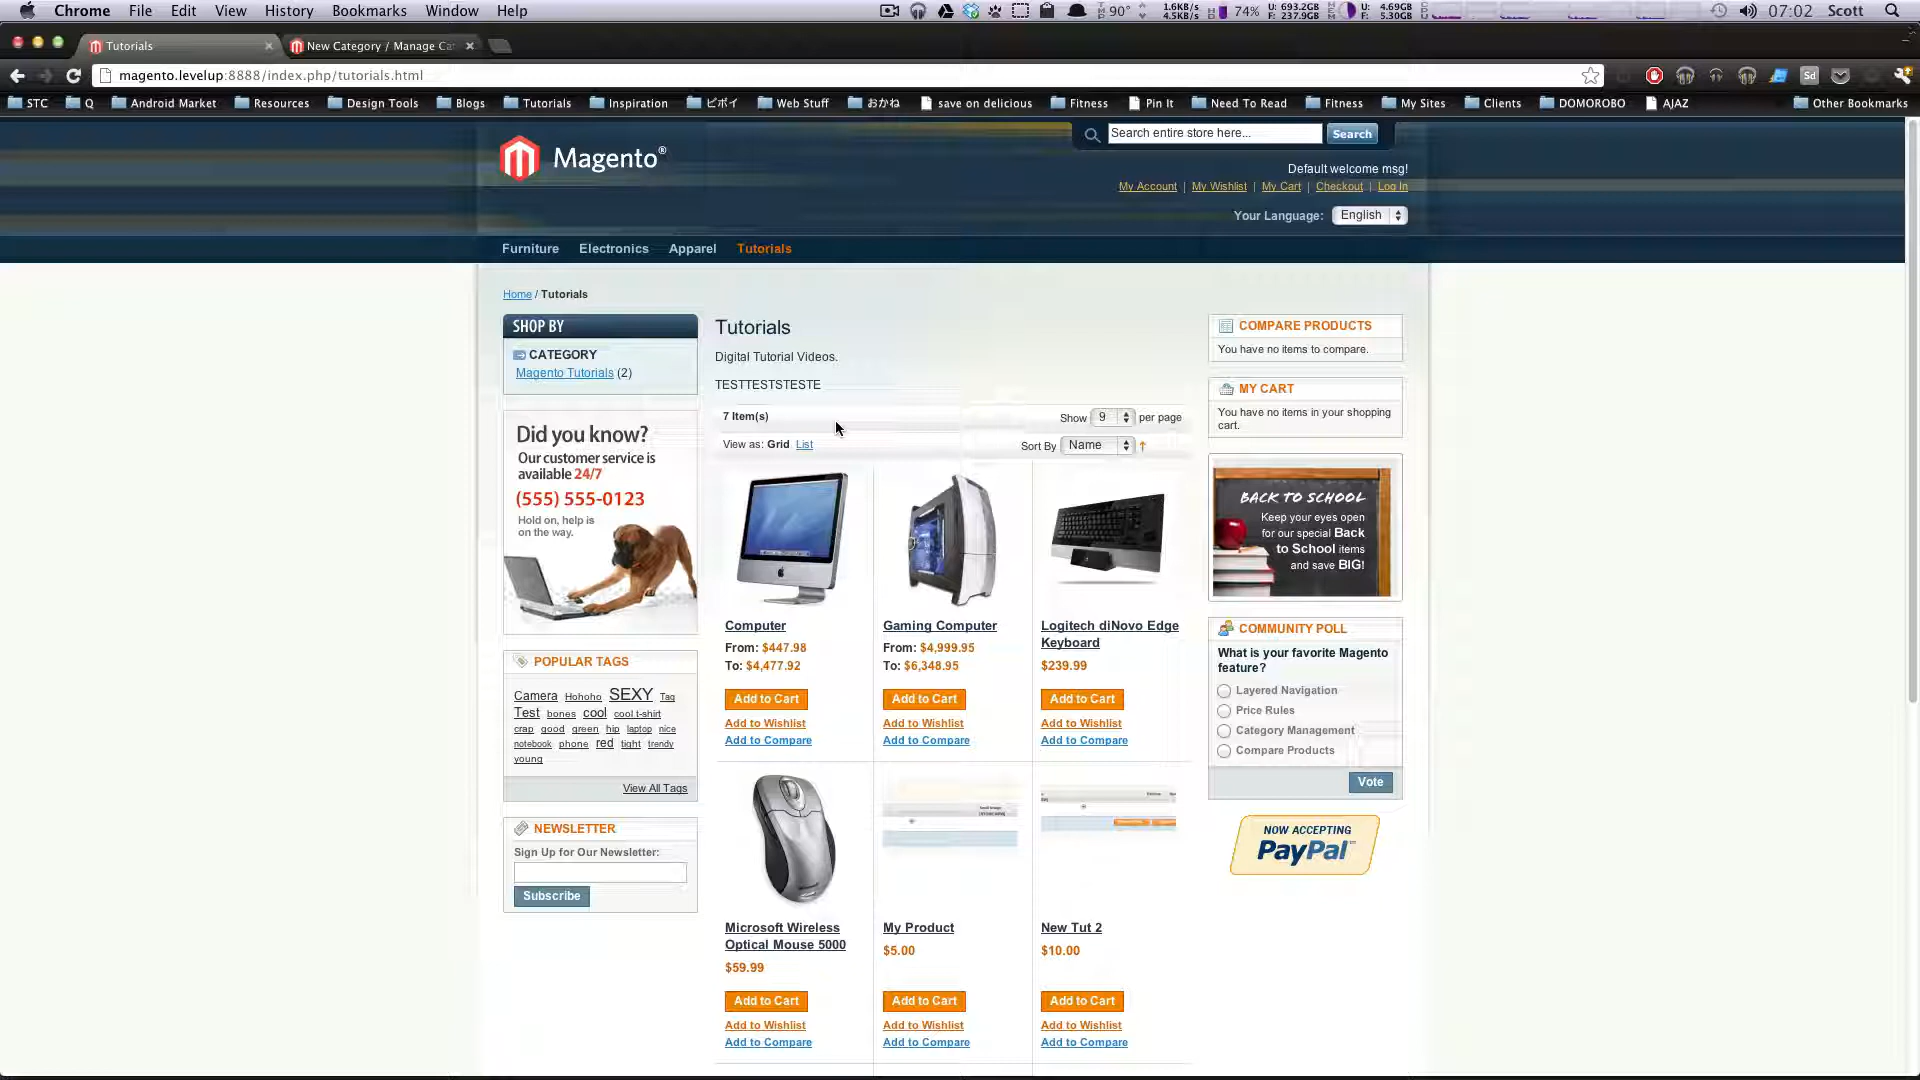 Chrome File Edit View History Bookmarks Window Help 90° 1.6KB/s 4.5KB/s 74% U: 693.2GB F: 237.9GB U: 4.69GB F: 5.30GB 07:02 Scott
Tutorials New Category / Manage Ca
magento.levelup:8888/index.php/tutorials.html Sd
STC Q Android Market Resources Design Tools Blogs Tutorials Inspiration ビボイ Web Stuff おかね save on delicious Fitness Pin It Need To Read Fitness My Sites Clients DOMOROBO AJAZ Other Bookmarks
Magento®
Search entire store here... Search
Default welcome msg!
My Account | My Wishlist | My Cart | Checkout | Log In
Your Language: English
Furniture Electronics Apparel Tutorials
Home / Tutorials
SHOP BY
CATEGORY
Magento Tutorials (2)
Did you know?
Our customer service is
available 24/7
(555) 555-0123
Hold on, help is
on the way.
POPULAR TAGS
Camera Hohoho SEXY Tag
Test bones cool cool t-shirt
crap good green hip laptop nice
notebook phone red tight trendy
young
View All Tags
NEWSLETTER
Sign Up for Our Newsletter:
Subscribe
Tutorials
Digital Tutorial Videos.
TESTTESTSTESTE
7 Item(s)
Show 9 per page
View as: Grid List
Sort By Name
Computer
From: $447.98
To: $4,477.92
Add to Cart
Add to Wishlist
Add to Compare
Gaming Computer
From: $4,999.95
To: $6,348.95
Add to Cart
Add to Wishlist
Add to Compare
Logitech diNovo Edge
Keyboard
$239.99
Add to Cart
Add to Wishlist
Add to Compare
Microsoft Wireless
Optical Mouse 5000
$59.99
Add to Cart
Add to Wishlist
Add to Compare
My Product
$5.00
Add to Cart
Add to Wishlist
Add to Compare
New Tut 2
$10.00
Add to Cart
Add to Wishlist
Add to Compare
COMPARE PRODUCTS
You have no items to compare.
MY CART
You have no items in your shopping
cart.
BACK TO SCHOOL
Keep your eyes open
for our special Back
to School items
and save BIG!
COMMUNITY POLL
What is your favorite Magento
feature?
Layered Navigation
Price Rules
Category Management
Compare Products
Vote
NOW ACCEPTING
PayPal